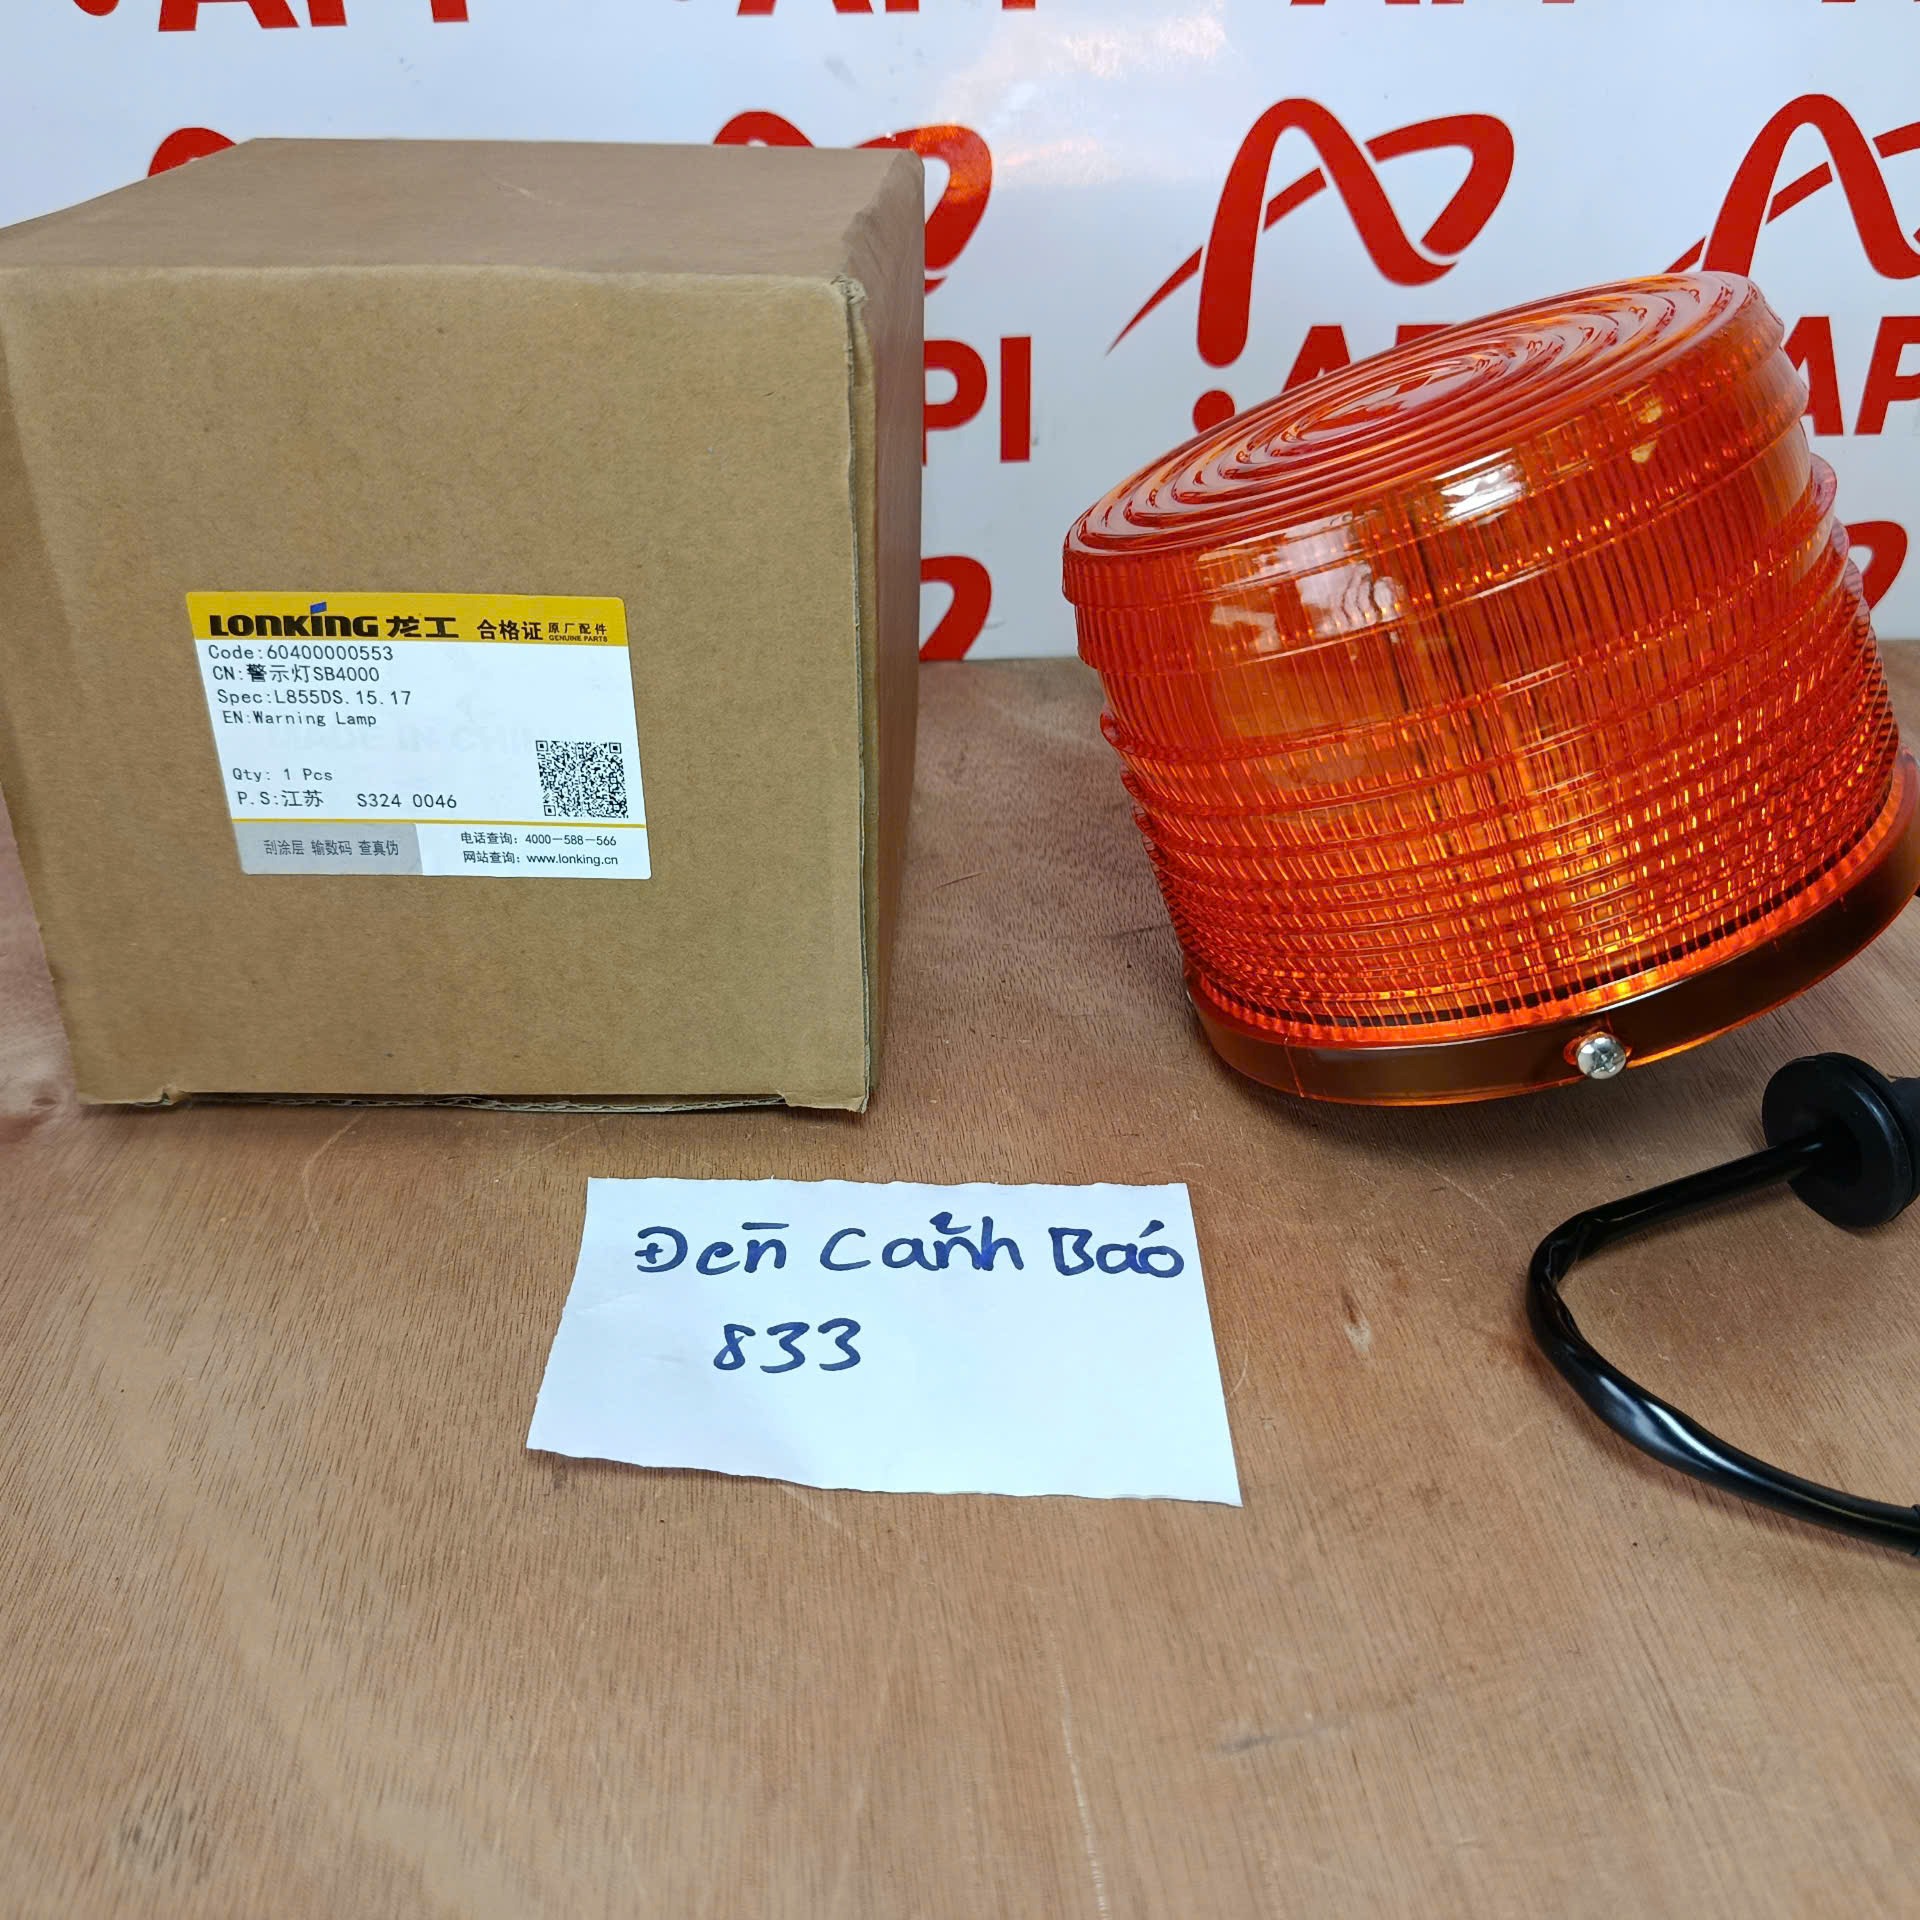 API
API
API
LONKING 龙工 合格证 原厂配件 GENUINE PARTS
Code:60400000553
CN:警示灯SB4000
Spec:L855DS.15.17
EN:Warning Lamp
Qty: 1 Pcs
P.S:江苏 S324 0046
刮涂层 输数码 查真伪
电话查询：4000-588-566
网站查询：www.lonking.cn
Đèn Cảnh Báo
833